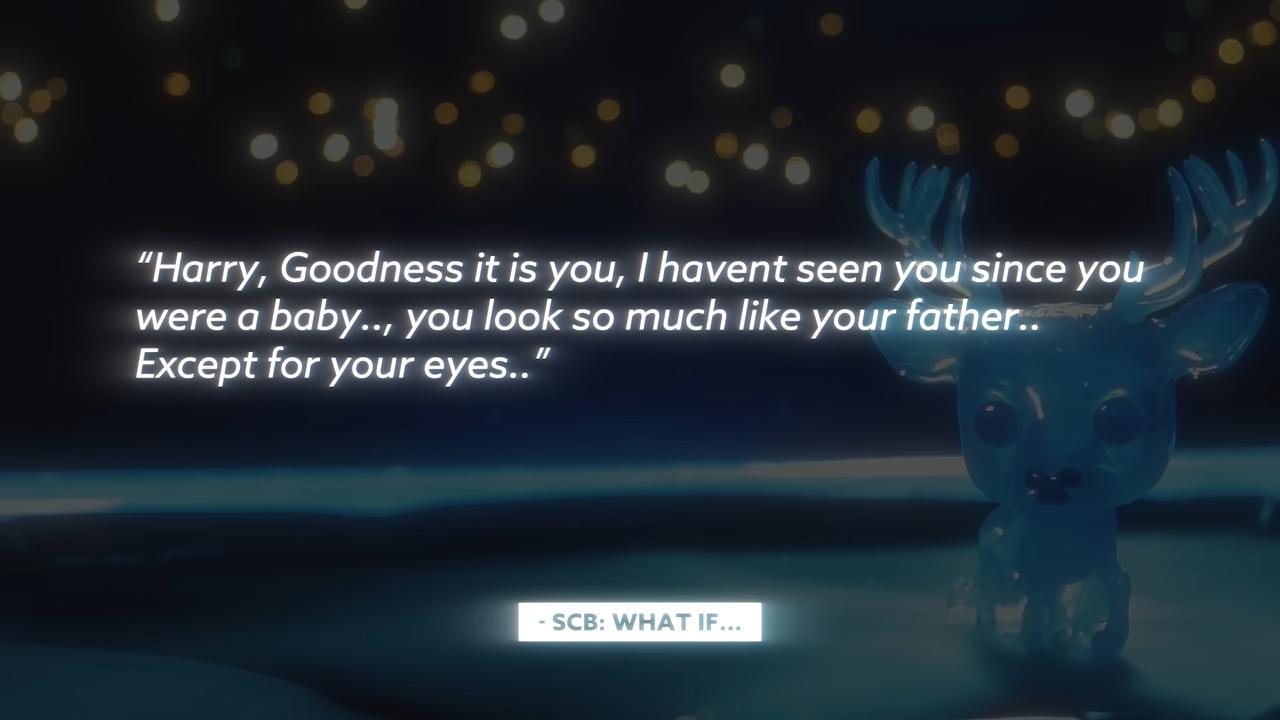 “Harry, Goodness it is you, I havent seen you since you
were a baby.., you look so much like your father..
Except for your eyes..”
- SCB: WHAT IF...